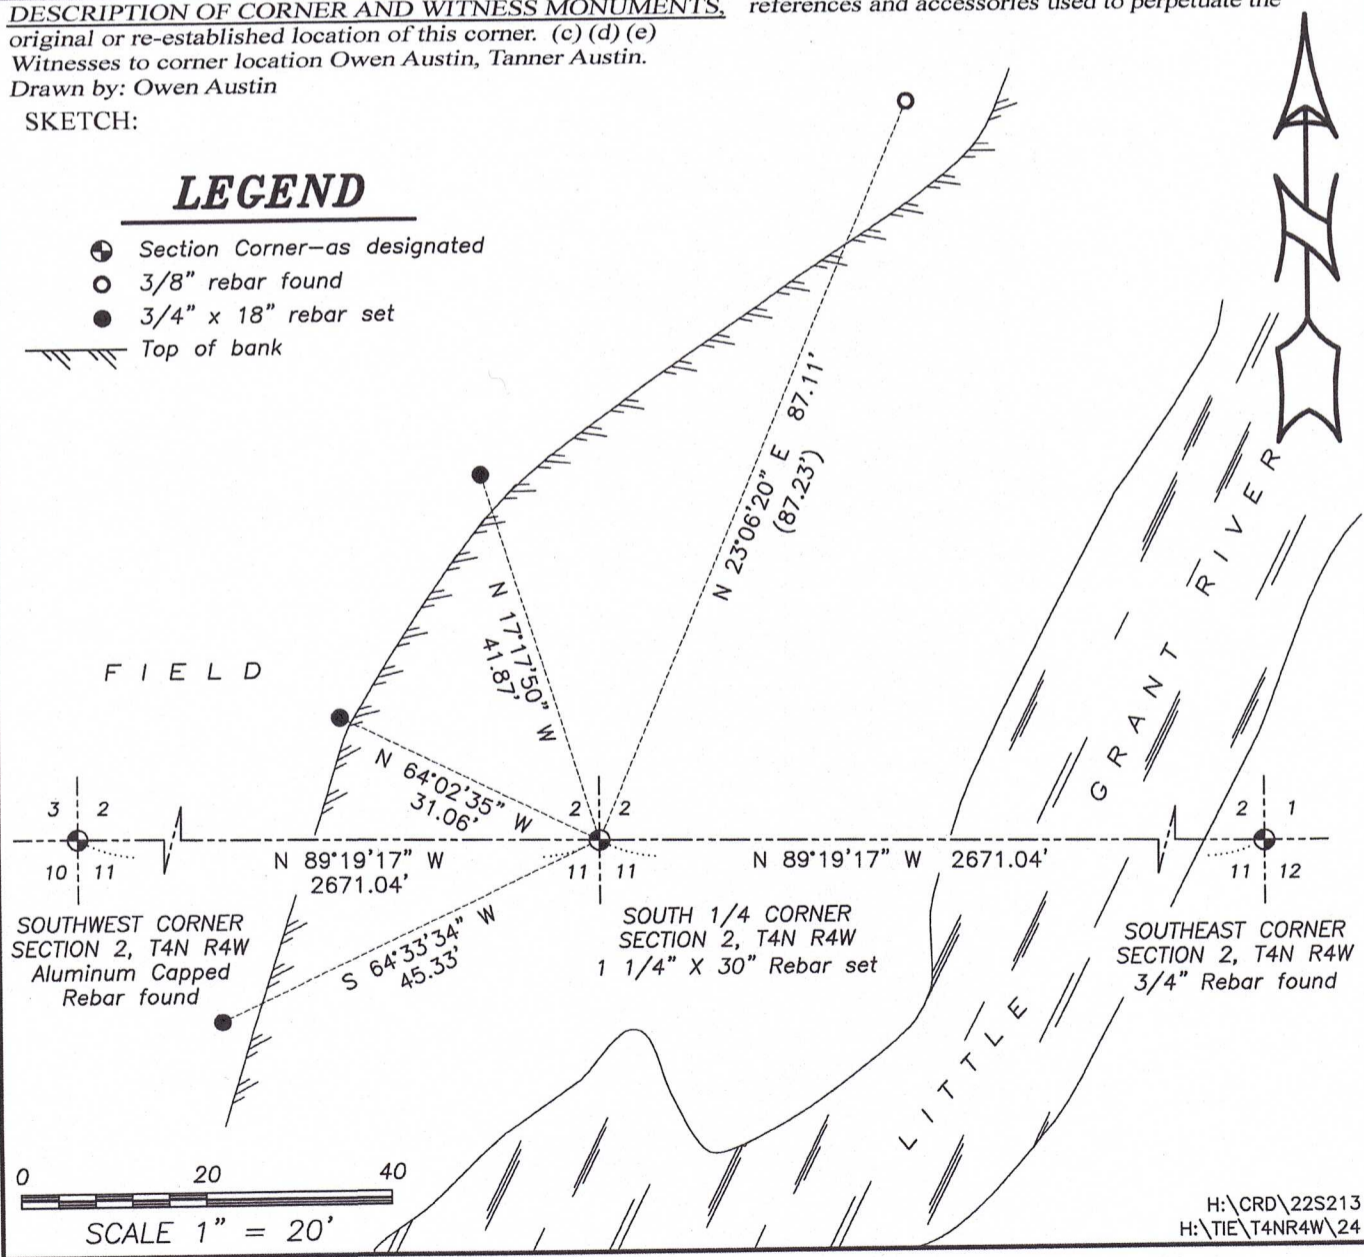 DESCRIPTION OF CORNER AND WITNESS MONUMENTS, references and accessories used to perpetuate the
original or re-established location of this corner. (c) (d) (e)
Witnesses to corner location Owen Austin, Tanner Austin.
Drawn by: Owen Austin
SKETCH:
LEGEND
Section Corner-as designated
3/8" rebar found
3/4" x 18" rebar set
Top of bank
N
N 23°06'20" E 87.11'
(87.23')
N 17°17'50" W
41.87'
FIELD
N 64°02'35" W
31.06'
LITTLE GRANT RIVER
3 2
2 2
2 1
10 11
N 89°19'17" W
2671.04'
11 11
N 89°19'17" W 2671.04'
11 12
S 64°33'34" W
45.33'
SOUTHWEST CORNER
SECTION 2, T4N R4W
Aluminum Capped
Rebar found
SOUTH 1/4 CORNER
SECTION 2, T4N R4W
1 1/4" X 30" Rebar set
SOUTHEAST CORNER
SECTION 2, T4N R4W
3/4" Rebar found
0 20 40
SCALE 1" = 20'
H:\CRD\22S213
H:\TIE\T4NR4W\24